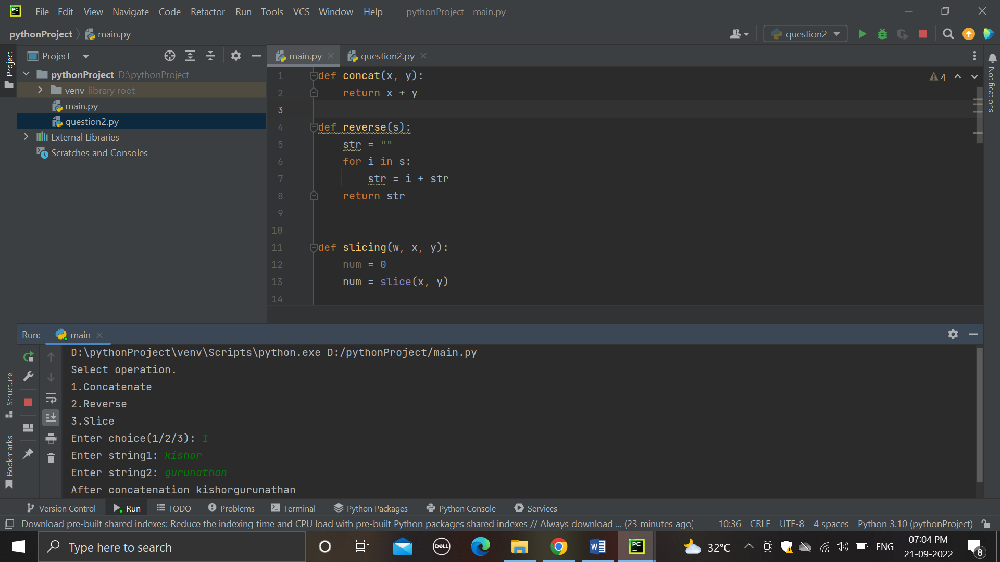 PC File Edit View Navigate Code Refactor Run Tools VCS Window Help pythonProject - main.py
pythonProject main.py question2
Project
Project
pythonProject D:\pythonProject
venv library root
main.py
question2.py
External Libraries
Scratches and Consoles
main.py question2.py
4
Notifications
1 def concat(x, y):
2 return x + y
3
4 def reverse(s):
5 str = ""
6 for i in s:
7 str = i + str
8 return str
9
10
11 def slicing(w, x, y):
12 num = 0
13 num = slice(x, y)
14
Run: main
Structure
Bookmarks
D:\pythonProject\venv\Scripts\python.exe D:/pythonProject/main.py
Select operation.
1.Concatenate
2.Reverse
3.Slice
Enter choice(1/2/3): 1
Enter string1: kishor
Enter string2: gurunathan
After concatenation kishorgurunathan
Version Control Run TODO Problems Terminal Python Packages Python Console Services
Download pre-built shared indexes: Reduce the indexing time and CPU load with pre-built Python packages shared indexes // Always download ... (23 minutes ago) 10:36 CRLF UTF-8 4 spaces Python 3.10 (pythonProject)
Type here to search DELL W PC 32°C ENG 07:04 PM
21-09-2022 8